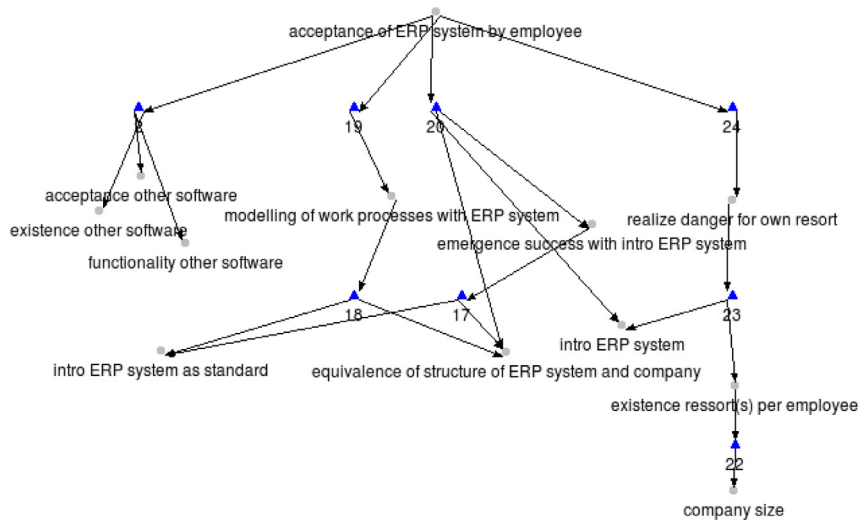 acceptance of ERP system by employee
19
20
24
acceptance other software
existence other software
functionality other software
modelling of work processes with ERP system
emergence success with intro ERP system
realize danger for own resort
18
17
23
intro ERP system
intro ERP system as standard
equivalence of structure of ERP system and company
existence ressort(s) per employee
22
company size